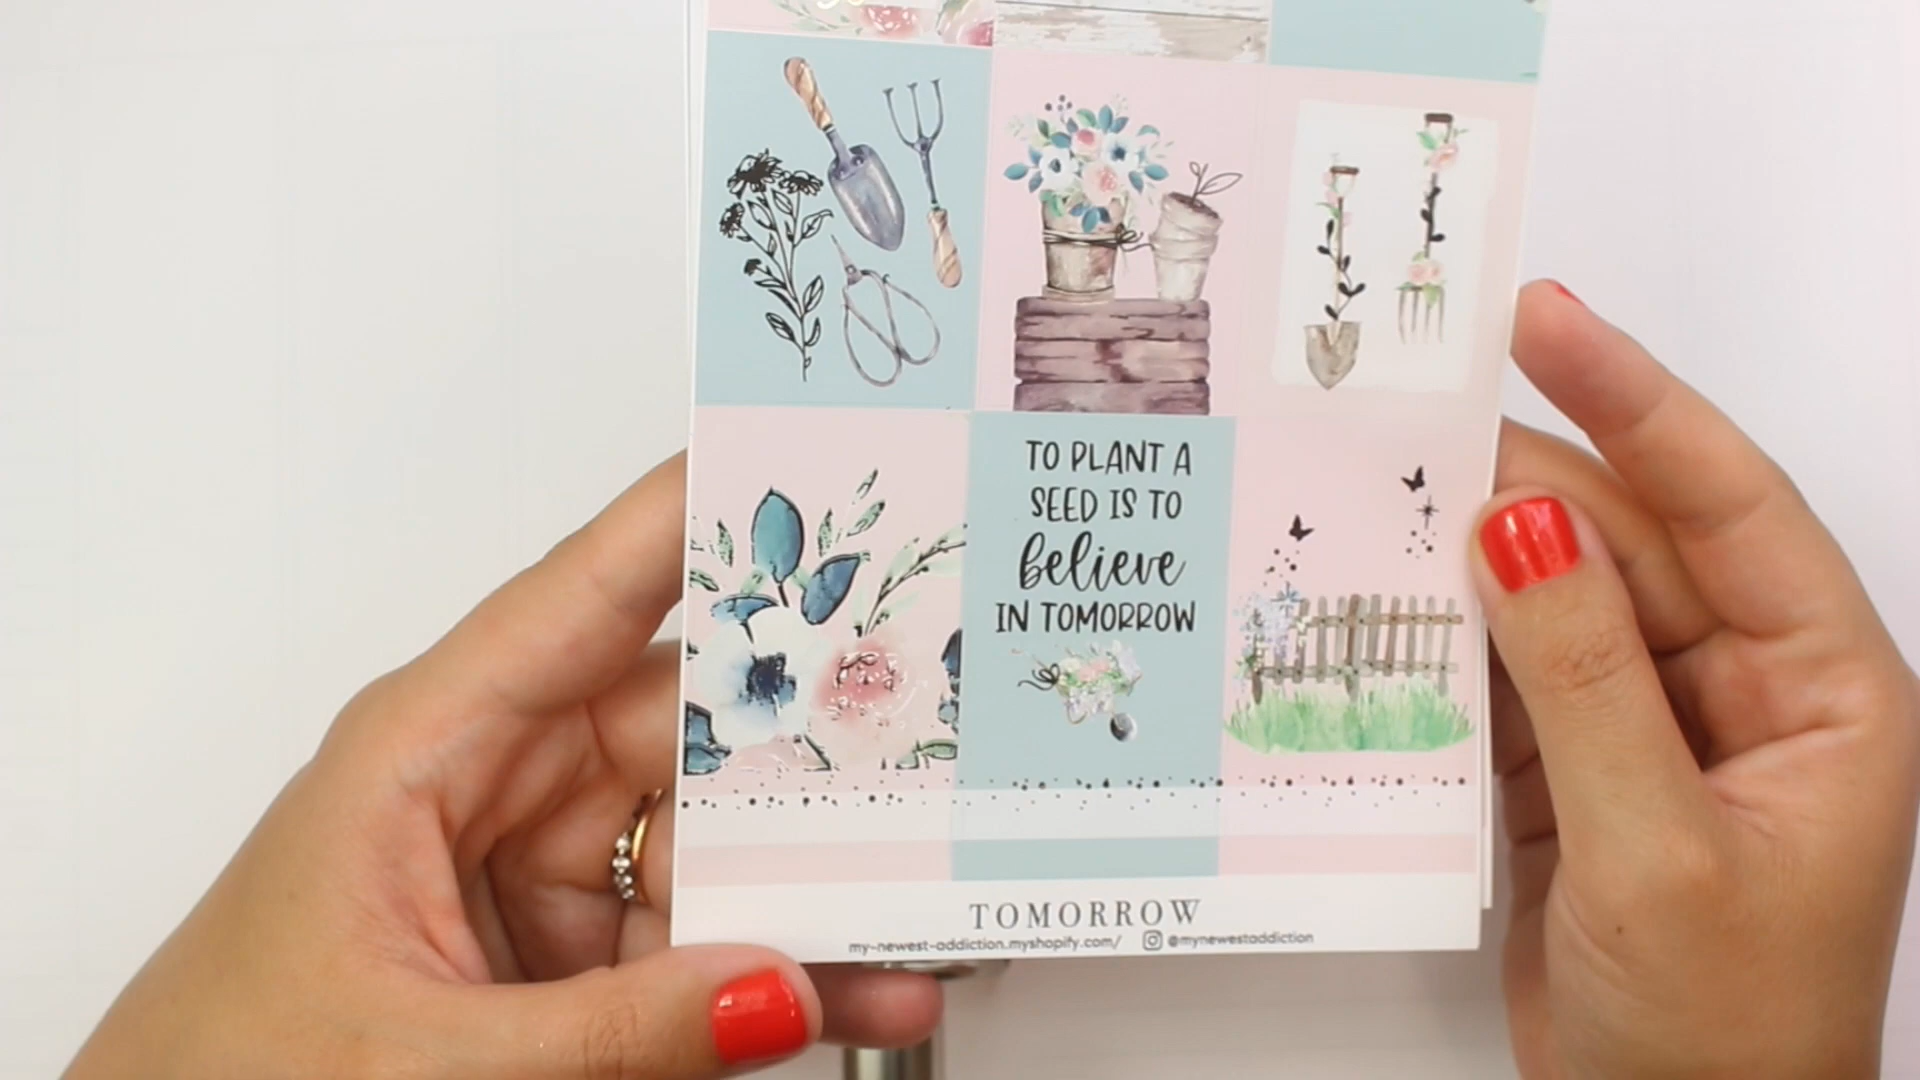 TO PLANT A
SEED IS TO
believe
IN TOMORROW
TOMORROW
my-newest-addiction.myshopify.com/ @mynewestaddiction